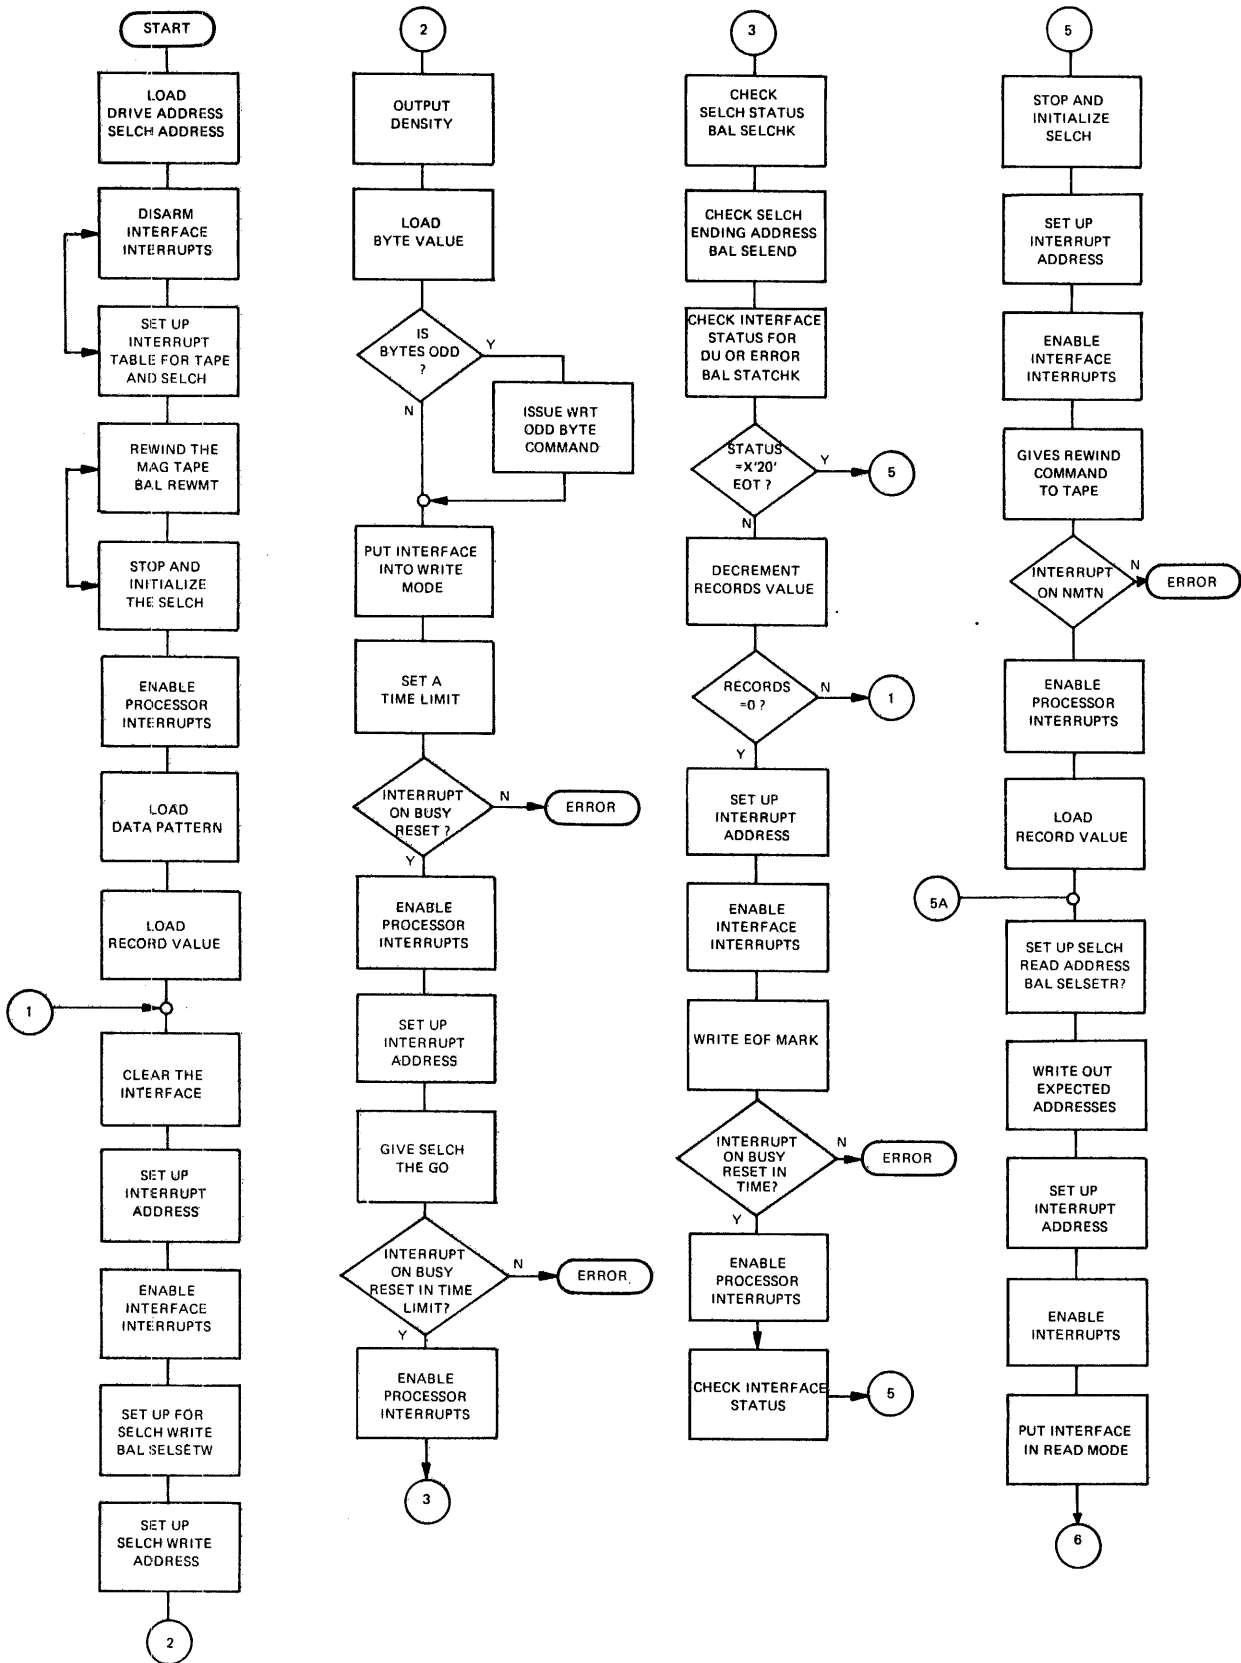 START
LOAD
DRIVE ADDRESS
SELCH ADDRESS
DISARM
INTERFACE
INTERRUPTS
SET UP
INTERRUPT
TABLE FOR TAPE
AND SELCH
REWIND THE
MAG TAPE
BAL REWMT
STOP AND
INITIALIZE
THE SELCH
ENABLE
PROCESSOR
INTERRUPTS
LOAD
DATA PATTERN
LOAD
RECORD VALUE
1
CLEAR THE
INTERFACE
SET UP
INTERRUPT
ADDRESS
ENABLE
INTERFACE
INTERRUPTS
SET UP FOR
SELCH WRITE
BAL SELSETW
SET UP
SELCH WRITE
ADDRESS
2
2
OUTPUT
DENSITY
LOAD
BYTE VALUE
IS
BYTES ODD
?
Y
N
ISSUE WRT
ODD BYTE
COMMAND
PUT INTERFACE
INTO WRITE
MODE
SET A
TIME LIMIT
INTERRUPT
ON BUSY
RESET ?
N
ERROR
Y
ENABLE
PROCESSOR
INTERRUPTS
SET UP
INTERRUPT
ADDRESS
GIVE SELCH
THE GO
INTERRUPT
ON BUSY
RESET IN TIME
LIMIT?
N
ERROR
Y
ENABLE
PROCESSOR
INTERRUPTS
3
3
CHECK
SELCH STATUS
BAL SELCHK
CHECK SELCH
ENDING ADDRESS
BAL SELEND
CHECK INTERFACE
STATUS FOR
DU OR ERROR
BAL STATCHK
STATUS
=X'20'
EOT ?
Y
5
N
DECREMENT
RECORDS VALUE
RECORDS
=0 ?
N
1
Y
SET UP
INTERRUPT
ADDRESS
ENABLE
INTERFACE
INTERRUPTS
WRITE EOF MARK
INTERRUPT
ON BUSY
RESET IN
TIME?
N
ERROR
Y
ENABLE
PROCESSOR
INTERRUPTS
CHECK INTERFACE
STATUS
5
5
STOP AND
INITIALIZE
SELCH
SET UP
INTERRUPT
ADDRESS
ENABLE
INTERFACE
INTERRUPTS
GIVES REWIND
COMMAND
TO TAPE
INTERRUPT
ON NMTN
N
ERROR
ENABLE
PROCESSOR
INTERRUPTS
LOAD
RECORD VALUE
5A
SET UP SELCH
READ ADDRESS
BAL SELSETR?
WRITE OUT
EXPECTED
ADDRESSES
SET UP
INTERRUPT
ADDRESS
ENABLE
INTERRUPTS
PUT INTERFACE
IN READ MODE
6